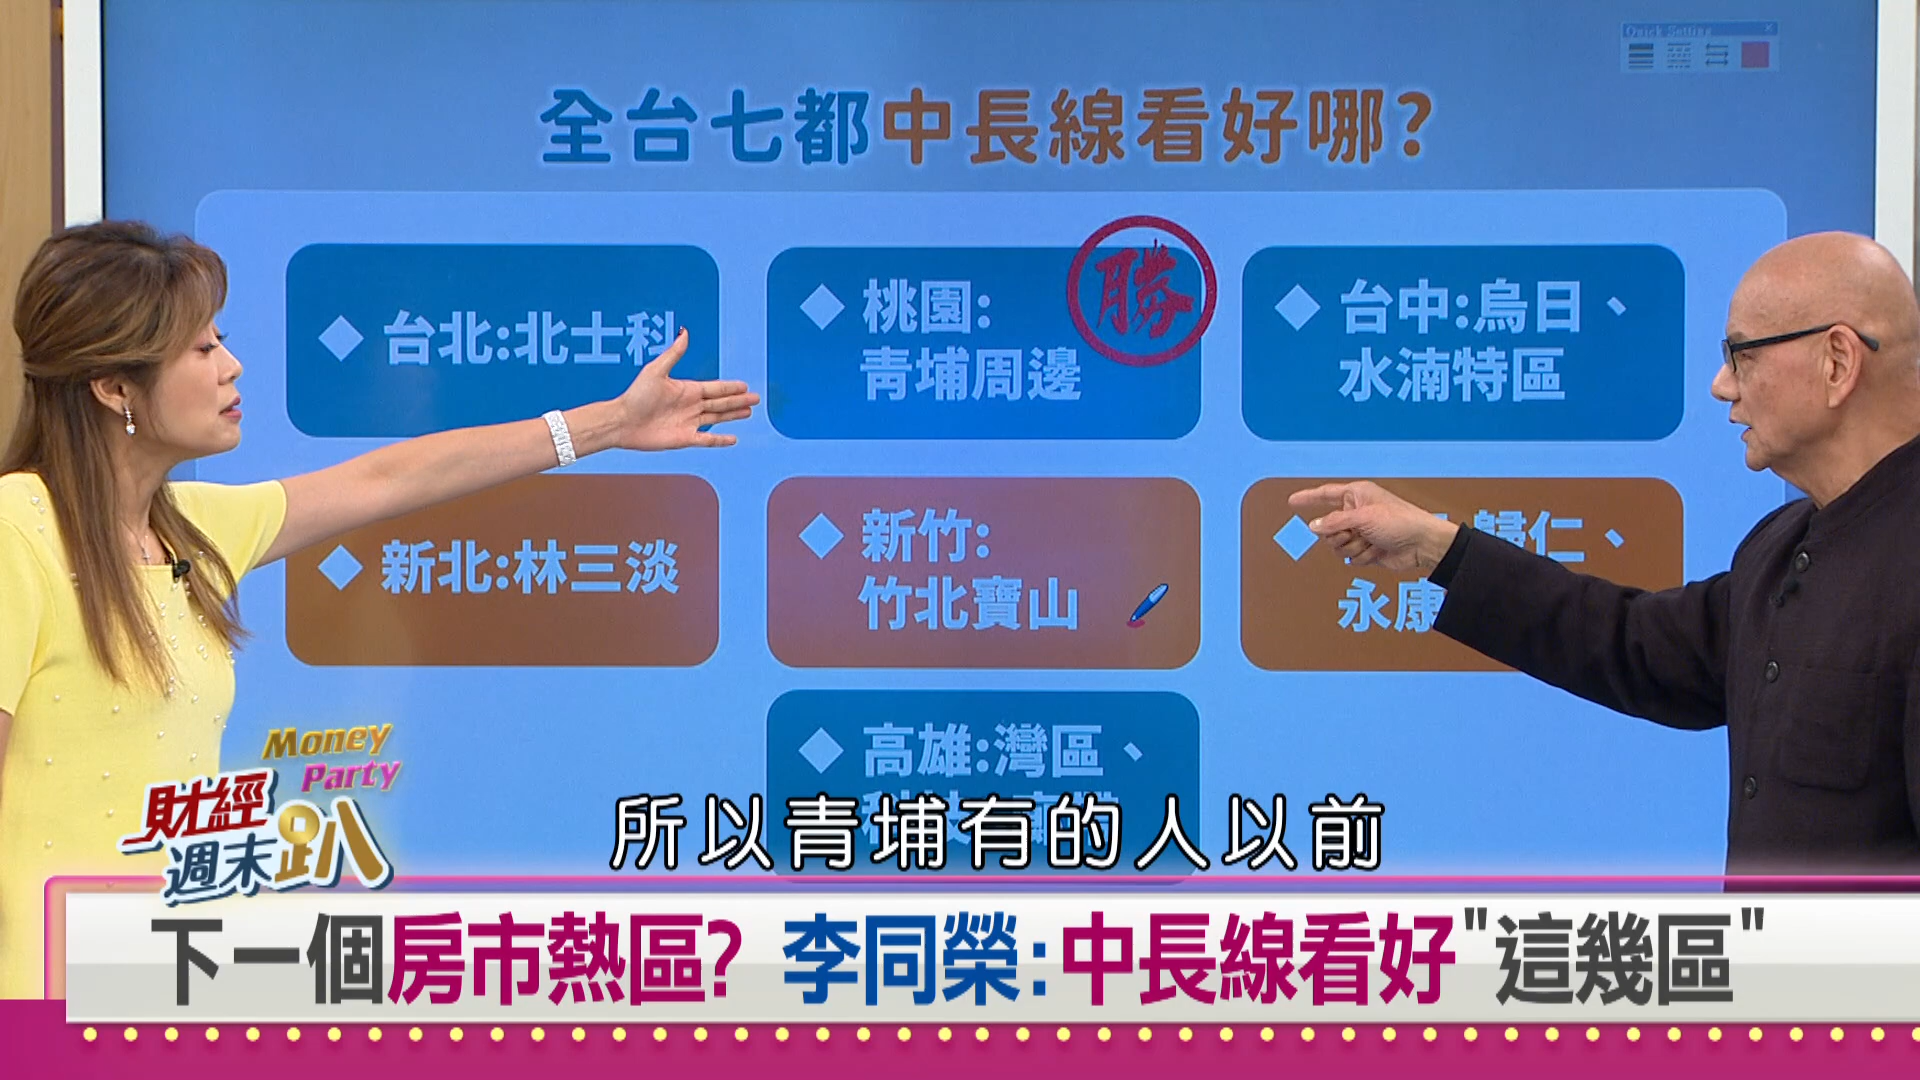 Quick Setting
全台七都中長線看好哪?
◆ 台北:北士科
◆ 桃園:
青埔周邊
勝
◆ 台中:烏日、
水湳特區
◆ 新北:林三淡
◆ 新竹:
竹北寶山
歸仁、
永康
◆ 高雄:灣區、
Money
Party
財經
週末趴
所以青埔有的人以前
下一個房市熱區? 李同榮:中長線看好"這幾區"